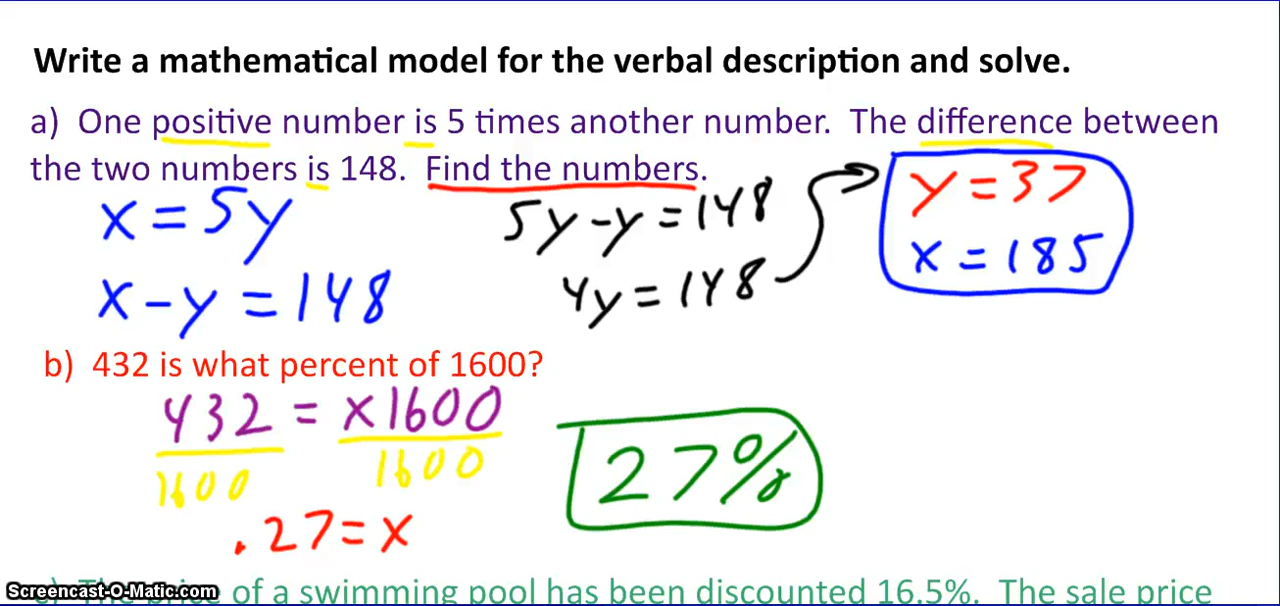 Write a mathematical model for the verbal description and solve.
a) One positive number is 5 times another number. The difference between
the two numbers is 148. Find the numbers.
x = 5y
x - y = 148
5y - y = 148
4y = 148
y = 37
x = 185
b) 432 is what percent of 1600?
432 = x1600
1600 1600
.27 = x
27%
of a swimming pool has been discounted 16.5%. The sale price
Screencast-O-Matic.com